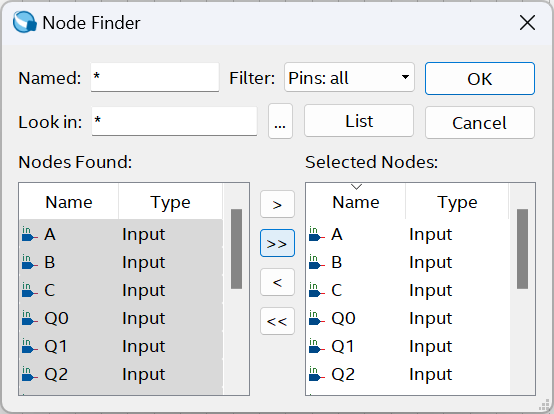 Node Finder
Named: * Filter: Pins: all OK
Look in: * ... List Cancel
Nodes Found: Selected Nodes:
Name Type > Name Type
in A Input in A Input
in B Input >> in B Input
in C Input < in C Input
in Q0 Input << in Q0 Input
in Q1 Input in Q1 Input
in Q2 Input in Q2 Input